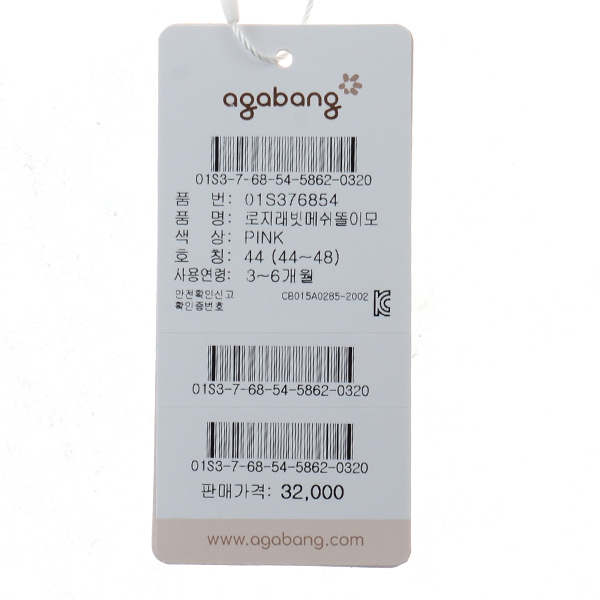 agabang
01S3-7-68-54-5862-0320
품 번: 01S376854
품 명: 로지래빗메쉬똘이모
색 상: PINK
호 칭: 44 (44~48)
사용연령: 3~6개월
안전확인신고 CB015A0285-2002
확인증번호
01S3-7-68-54-5862-0320
01S3-7-68-54-5862-0320
판매가격: 32,000
www.agabang.com